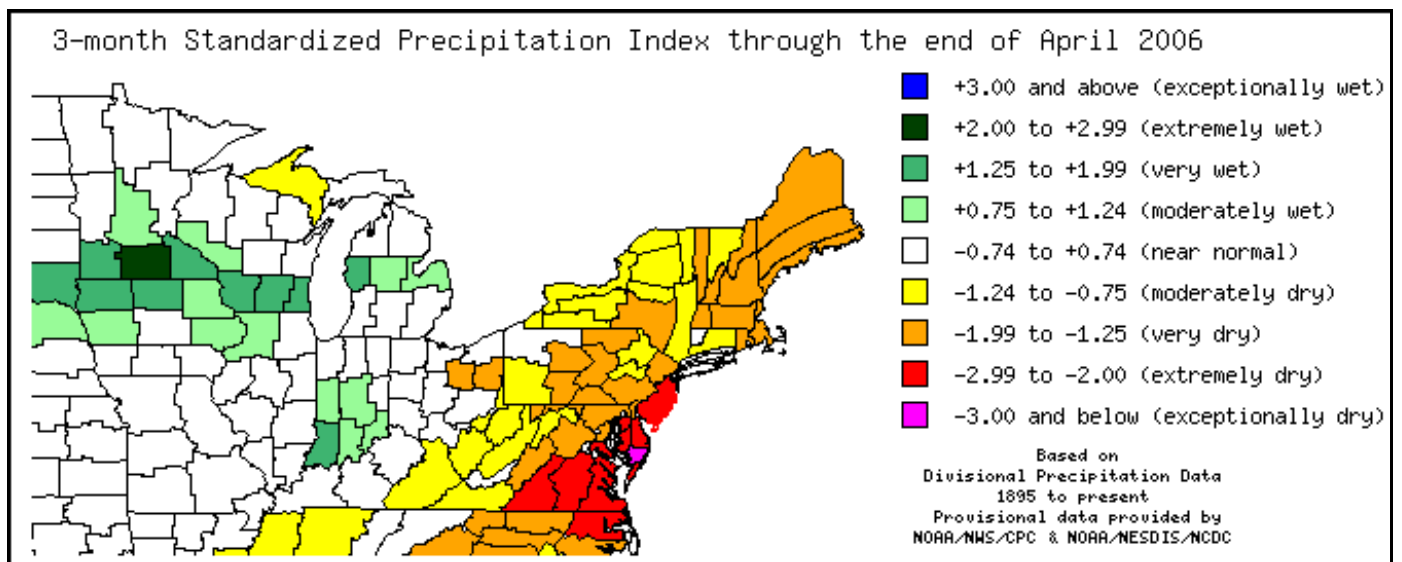 3-month Standardized Precipitation Index through the end of April 2006
+3.00 and above (exceptionally wet)
+2.00 to +2.99 (extremely wet)
+1.25 to +1.99 (very wet)
+0.75 to +1.24 (moderately wet)
-0.74 to +0.74 (near normal)
-1.24 to -0.75 (moderately dry)
-1.99 to -1.25 (very dry)
-2.99 to -2.00 (extremely dry)
-3.00 and below (exceptionally dry)
Based on
Divisional Precipitation Data
1895 to present
Provisional data provided by
NOAA/NWS/CPC & NOAA/NESDIS/NCDC